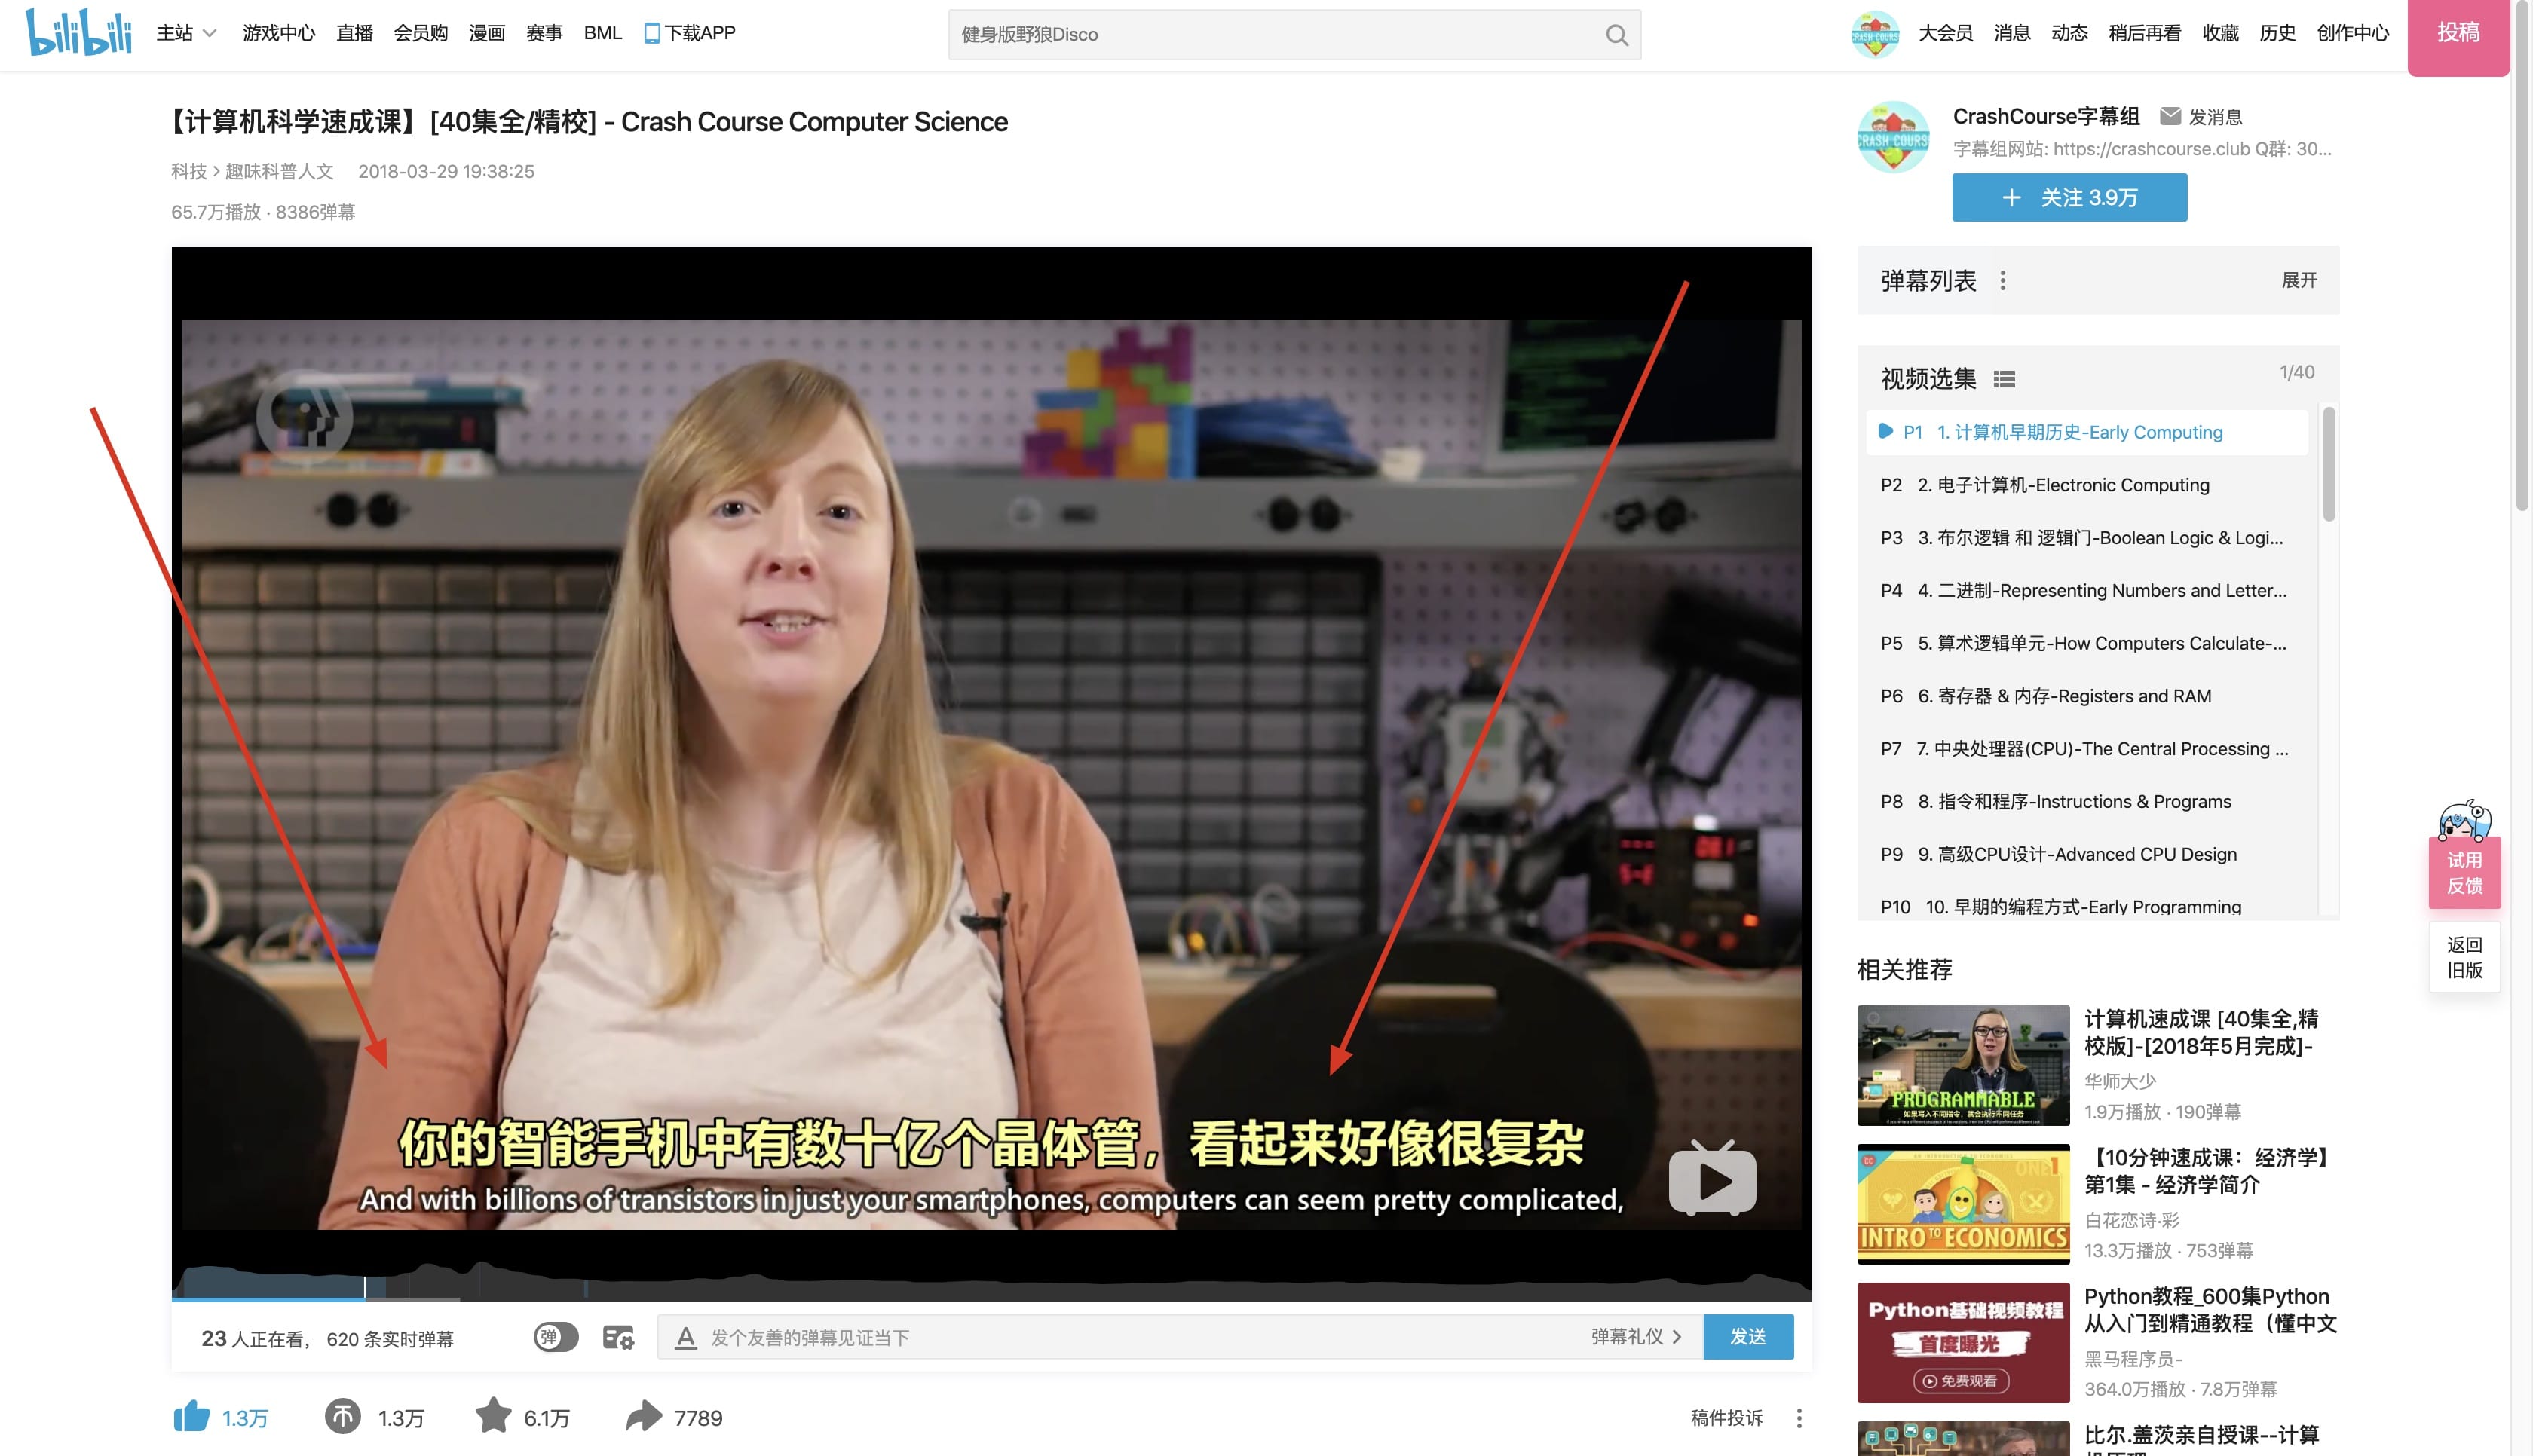 bilibili
主站 游戏中心 直播 会员购 漫画 赛事 BML 下载APP
健身版野狼Disco
大会员 消息 动态 稍后再看 收藏 历史 创作中心 投稿
【计算机科学速成课】[40集全/精校] - Crash Course Computer Science
科技 > 趣味科普人文 2018-03-29 19:38:25
65.7万播放 · 8386弹幕
CRASH COURSE
CrashCourse字幕组 发消息
字幕组网站: https://crashcourse.club Q群: 30...
+ 关注 3.9万
你的智能手机中有数十亿个晶体管，看起来好像很复杂
And with billions of transistors in just your smartphones, computers can seem pretty complicated,
23 人正在看， 620 条实时弹幕
弹
A 发个友善的弹幕见证当下 弹幕礼仪 > 发送
1.3万 1.3万 6.1万 7789
稿件投诉
弹幕列表 展开
视频选集 1/40
P1 1. 计算机早期历史-Early Computing
P2 2. 电子计算机-Electronic Computing
P3 3. 布尔逻辑 和 逻辑门-Boolean Logic & Logi...
P4 4. 二进制-Representing Numbers and Letter...
P5 5. 算术逻辑单元-How Computers Calculate-...
P6 6. 寄存器 & 内存-Registers and RAM
P7 7. 中央处理器(CPU)-The Central Processing ...
P8 8. 指令和程序-Instructions & Programs
P9 9. 高级CPU设计-Advanced CPU Design
P10 10. 早期的编程方式-Early Programming
试用
反馈
返回
旧版
相关推荐
PROGRAMMABLE
如果写入不同指令，就会执行不同任务
计算机速成课 [40集全,精
校版]-[2018年5月完成]-
华师大少
1.9万播放 · 190弹幕
INTRO TO ECONOMICS
【10分钟速成课：经济学】
第1集 - 经济学简介
白花恋诗·彩
13.3万播放 · 753弹幕
Python基础视频教程
首度曝光
免费观看
Python教程_600集Python
从入门到精通教程（懂中文
黑马程序员-
364.0万播放 · 7.8万弹幕
比尔.盖茨亲自授课--计算